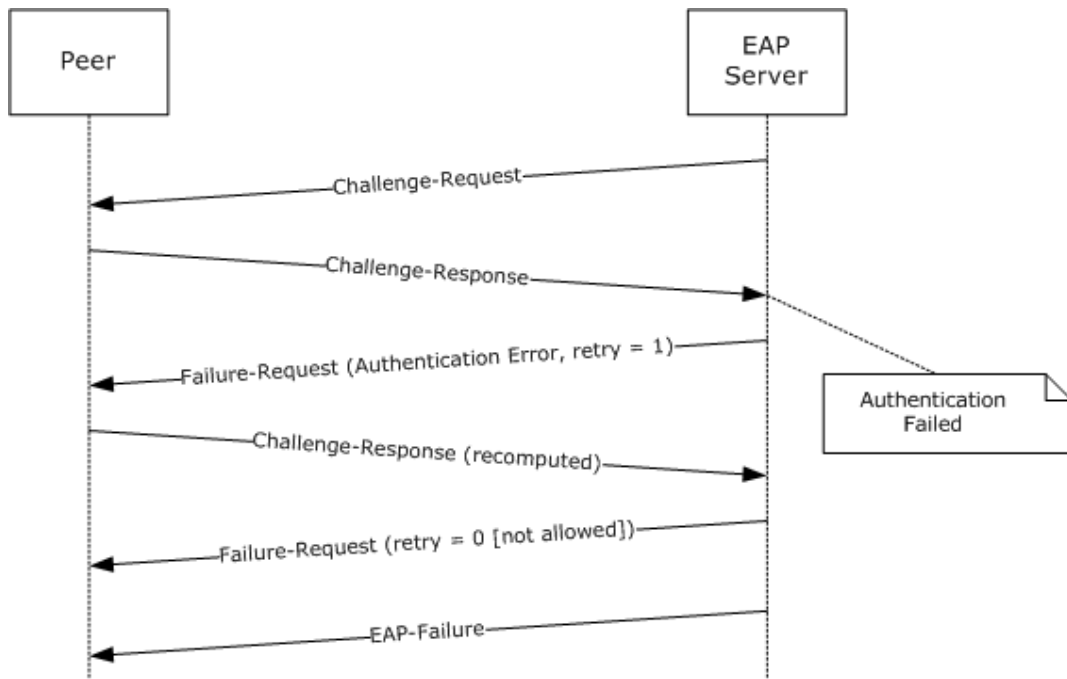 Peer
EAP
Server
Challenge-Request
Challenge-Response
Failure-Request (Authentication Error, retry = 1)
Authentication
Failed
Challenge-Response (recomputed)
Failure-Request (retry = 0 [not allowed])
EAP-Failure